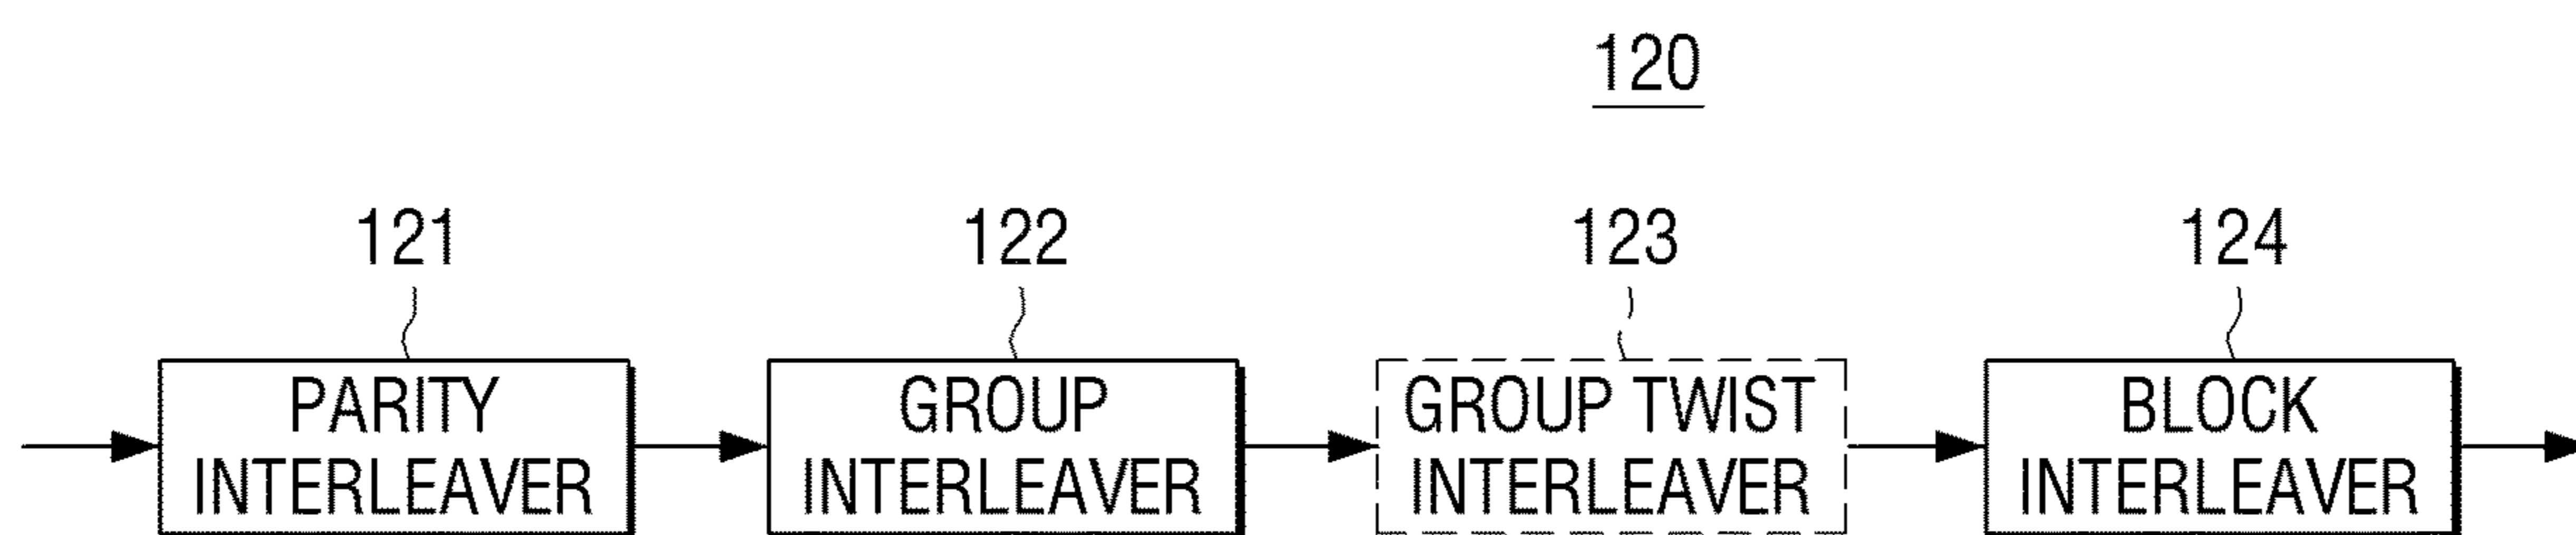 120
121
122
123
124
PARITY
INTERLEAVER
GROUP
INTERLEAVER
GROUP TWIST
INTERLEAVER
BLOCK
INTERLEAVER